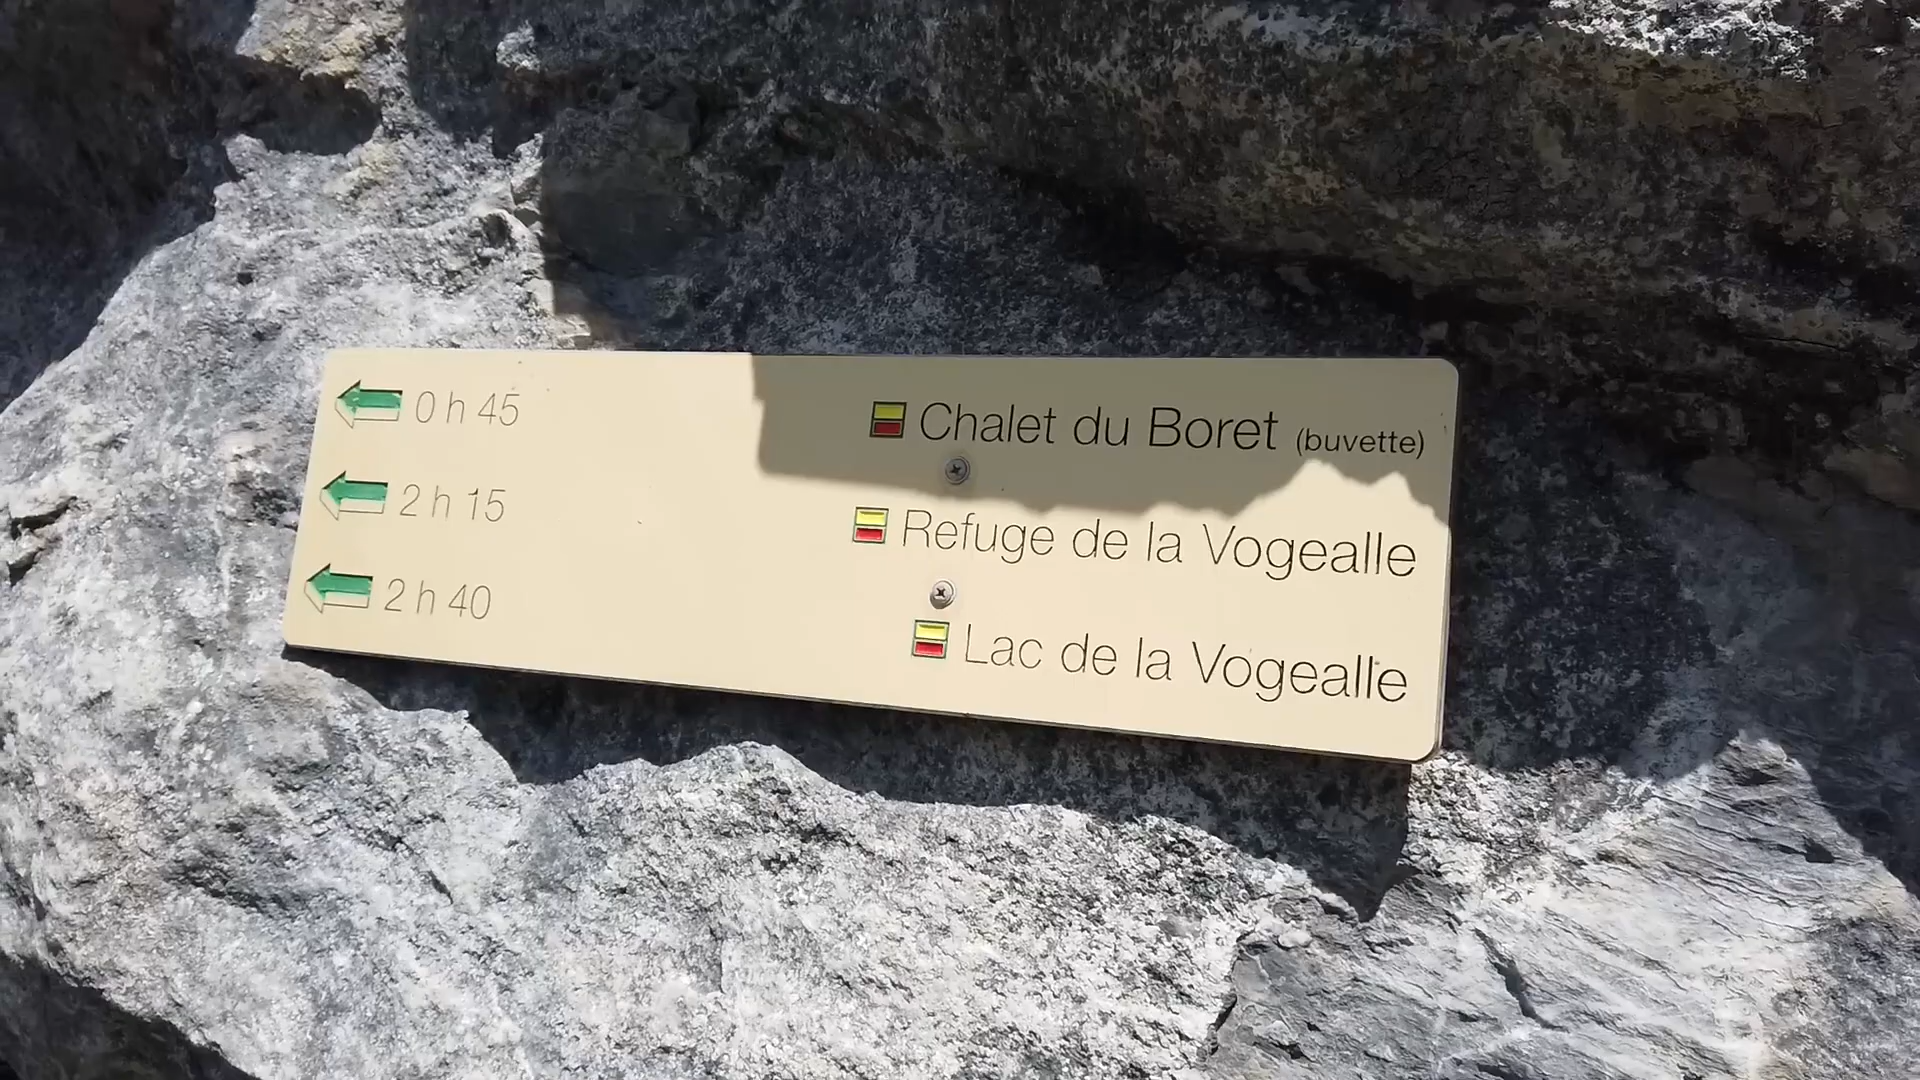 0 h 45 Chalet du Boret (buvette)
2 h 15 Refuge de la Vogealle
2 h 40 Lac de la Vogealle